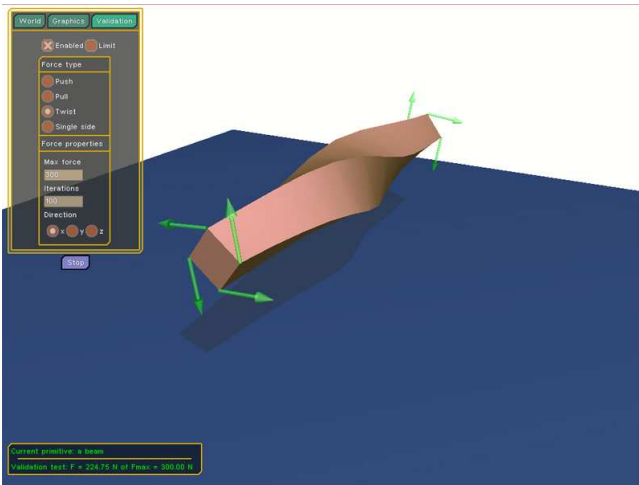 World Graphics Validation
Enabled Limit
Force type
Push
Pull
Twist
Single side
Force properties
Max force
300
Iterations
100
Direction
x y z
Stop
Current primitive: a beam
Validation test: F = 224.75 N of Fmax = 300.00 N